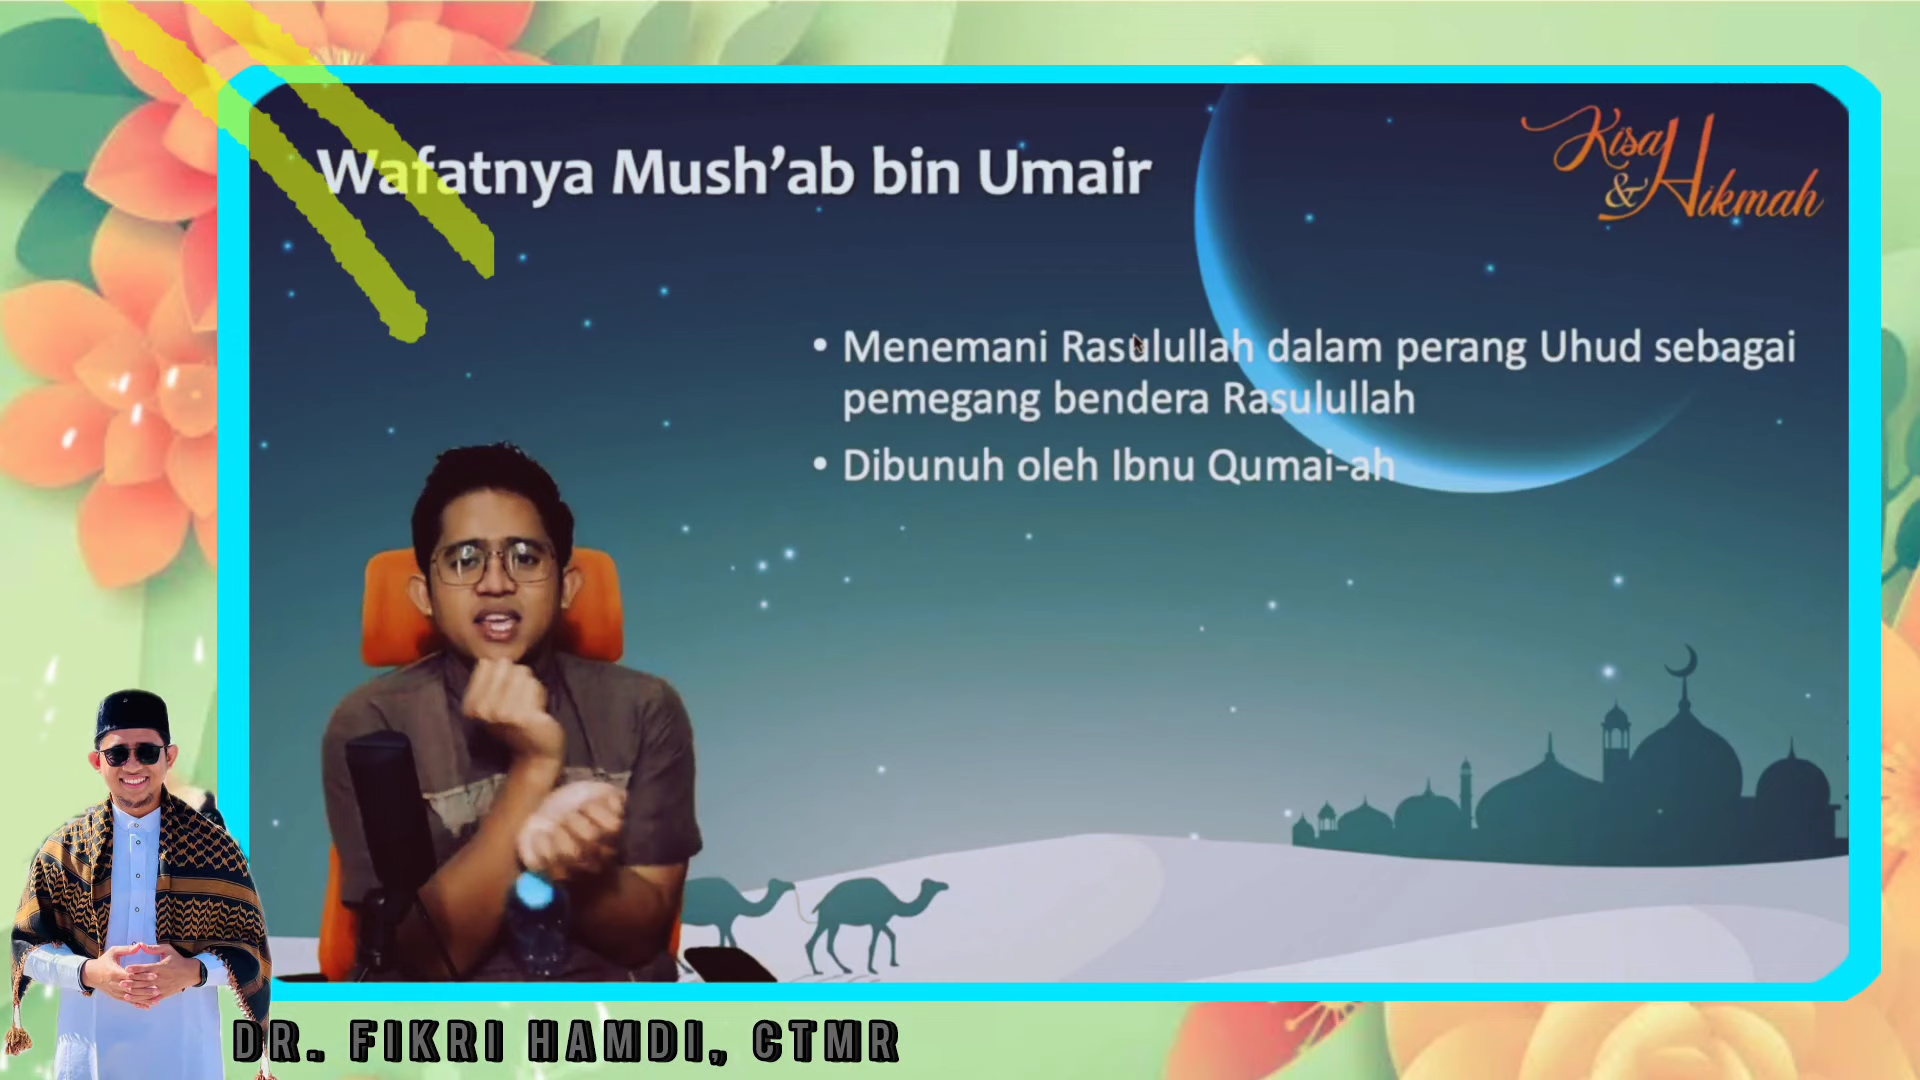 Wafatnya Mush’ab bin Umair
Kisah
& Hikmah
• Menemani Rasulullah dalam perang Uhud sebagai
pemegang bendera Rasulullah
• Dibunuh oleh Ibnu Qumai-ah
DR. FIKRI HAMDI, CTMR